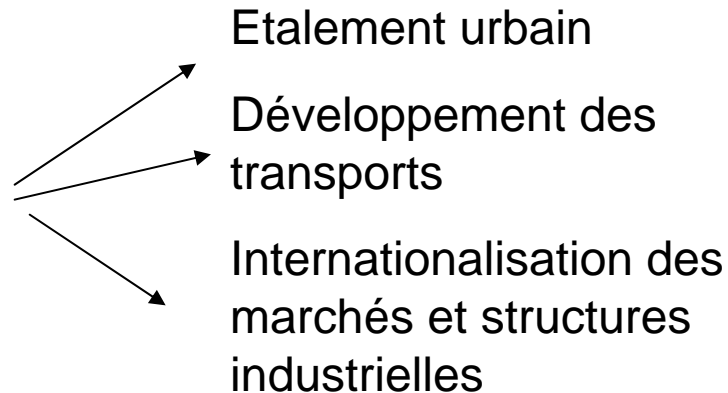 Etalement urbain
Développement des
transports
Internationalisation des
marchés et structures
industrielles